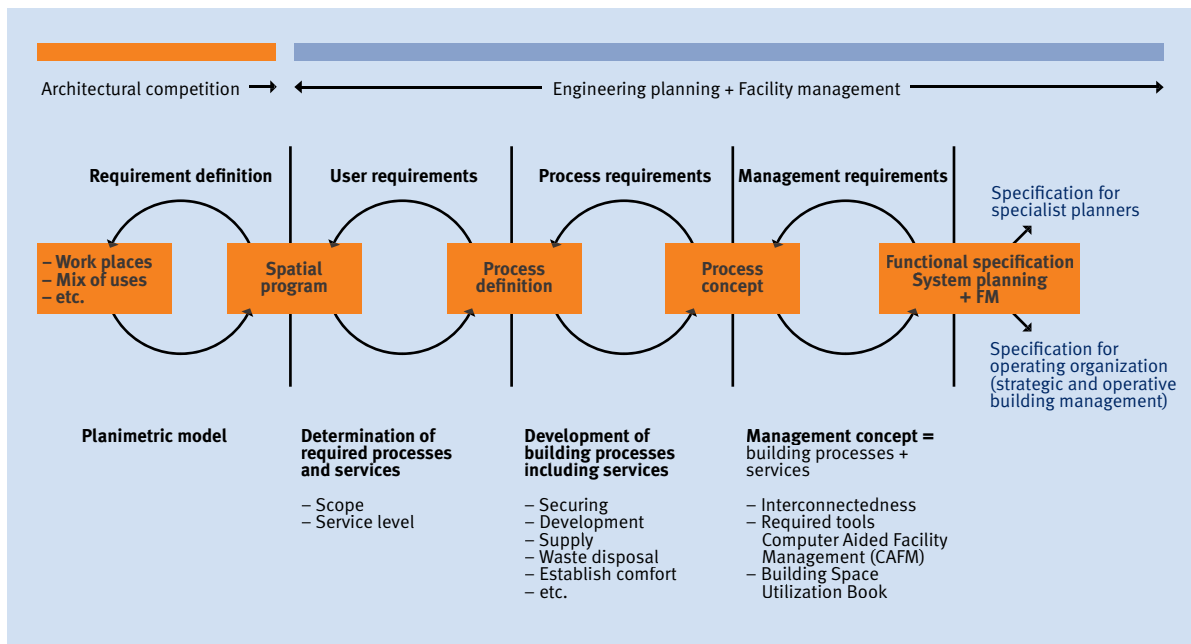 Architectural competition
Engineering planning + Facility management
Requirement definition
User requirements
Process requirements
Management requirements
– Work places
– Mix of uses
– etc.
Spatial
program
Process
definition
Process
concept
Functional specification
System planning
+ FM
Specification for
specialist planners
Specification for
operating organization
(strategic and operative
building management)
Planimetric model
Determination of
required processes
and services
– Scope
– Service level
Development of
building processes
including services
– Securing
– Development
– Supply
– Waste disposal
– Establish comfort
– etc.
Management concept =
building processes +
services
– Interconnectedness
– Required tools
Computer Aided Facility
Management (CAFM)
– Building Space
Utilization Book